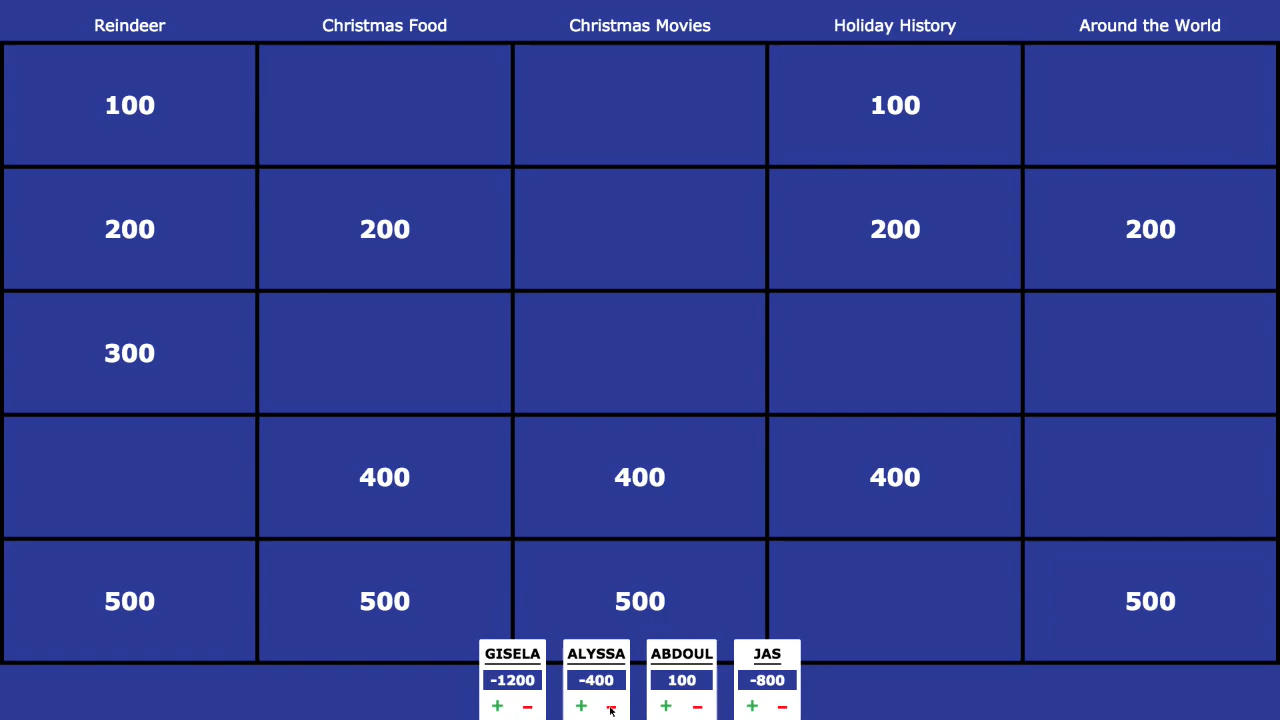 Reindeer Christmas Food Christmas Movies Holiday History Around the World
100 100
200 200 200 200
300
400 400 400
500 500 500 500
GISELA ALYSSA ABDOUL JAS
-1200 -400 100 -800
+ - + - + - + -